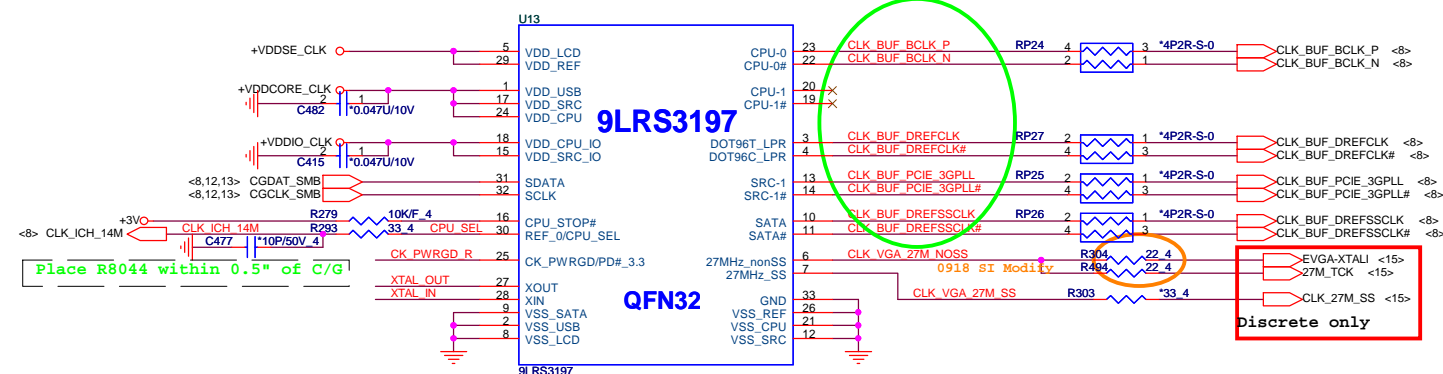 U13
+VDDSE_CLK 5 VDD_LCD CPU-0 23 CLK_BUF_BCLK_P RP24 4 3 *4P2R-S-0 CLK_BUF_BCLK_P <8>
29 VDD_REF CPU-0# 22 CLK_BUF_BCLK_N 2 1 CLK_BUF_BCLK_N <8>
+VDDCORE_CLK 1 VDD_USB CPU-1 20
2 1 17 VDD_SRC CPU-1# 19
C482 *0.047U/10V 24 VDD_CPU
9LRS3197
+VDDIO_CLK 18 VDD_CPU_IO DOT96T_LPR 3 CLK_BUF_DREFCLK RP27 2 1 *4P2R-S-0 CLK_BUF_DREFCLK <8>
2 1 15 VDD_SRC_IO DOT96C_LPR 4 CLK_BUF_DREFCLK# 4 3 CLK_BUF_DREFCLK# <8>
C415 *0.047U/10V
<8,12,13> CGDAT_SMB 31 SDATA SRC-1 13 CLK_BUF_PCIE_3GPLL RP25 2 1 *4P2R-S-0 CLK_BUF_PCIE_3GPLL <8>
<8,12,13> CGCLK_SMB 32 SCLK SRC-1# 14 CLK_BUF_PCIE_3GPLL# 4 3 CLK_BUF_PCIE_3GPLL# <8>
+3V R279 10K/F_4 16 CPU_STOP# SATA 10 CLK_BUF_DREFSSCLK RP26 2 1 *4P2R-S-0 CLK_BUF_DREFSSCLK <8>
<8> CLK_ICH_14M CLK_ICH_14M R293 33_4 CPU_SEL 30 REF_0/CPU_SEL SATA# 11 CLK_BUF_DREFSSCLK# 4 3 CLK_BUF_DREFSSCLK# <8>
C477 *10P/50V_4
CK_PWRGD_R 25 CK_PWRGD/PD#_3.3 27MHz_nonSS 6 CLK_VGA_27M_NOSS R304 22_4 EVGA-XTALI <15>
Place R8044 within 0.5" of C/G 27MHz_SS 7 0918 SI Modify R494 22_4 27M_TCK <15>
XTAL_OUT 27 XOUT
XTAL_IN 28 XIN QFN32 GND 33 CLK_VGA_27M_SS R303 *33_4 CLK_27M_SS <15>
9 VSS_SATA VSS_REF 26
2 VSS_USB VSS_CPU 21 Discrete only
8 VSS_LCD VSS_SRC 12
9LRS3197